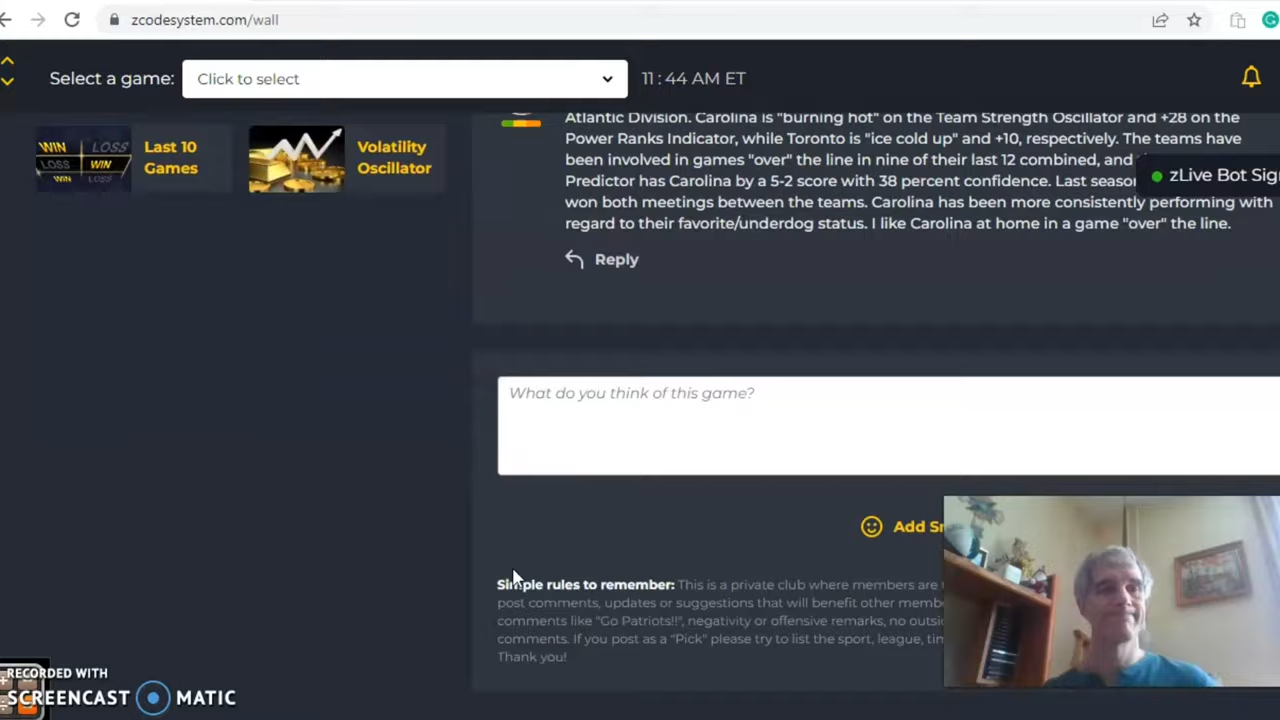 zcodesystem.com/wall
Select a game:
Click to select
11 : 44 AM ET
Last 10
Games
Volatility
Oscillator
WIN LOSS
LOSS WIN
WIN LOSS
Atlantic Division. Carolina is "burning hot" on the Team Strength Oscillator and +28 on the
Power Ranks Indicator, while Toronto is "ice cold up" and +10, respectively. The teams have
been involved in games "over" the line in nine of their last 12 combined, and
Predictor has Carolina by a 5-2 score with 38 percent confidence. Last season
won both meetings between the teams. Carolina has been more consistently performing with
regard to their favorite/underdog status. I like Carolina at home in a game "over" the line.
zLive Bot Sig
Reply
What do you think of this game?
Add
Simple rules to remember: This is a private club where members are
post comments, updates or suggestions that will benefit other
comments like "Go Patriots!!", negativity or offensive remarks, no
comments. If you post as a "Pick" please try to list the sport, league,
Thank you!
RECORDED WITH
SCREENCAST MATIC